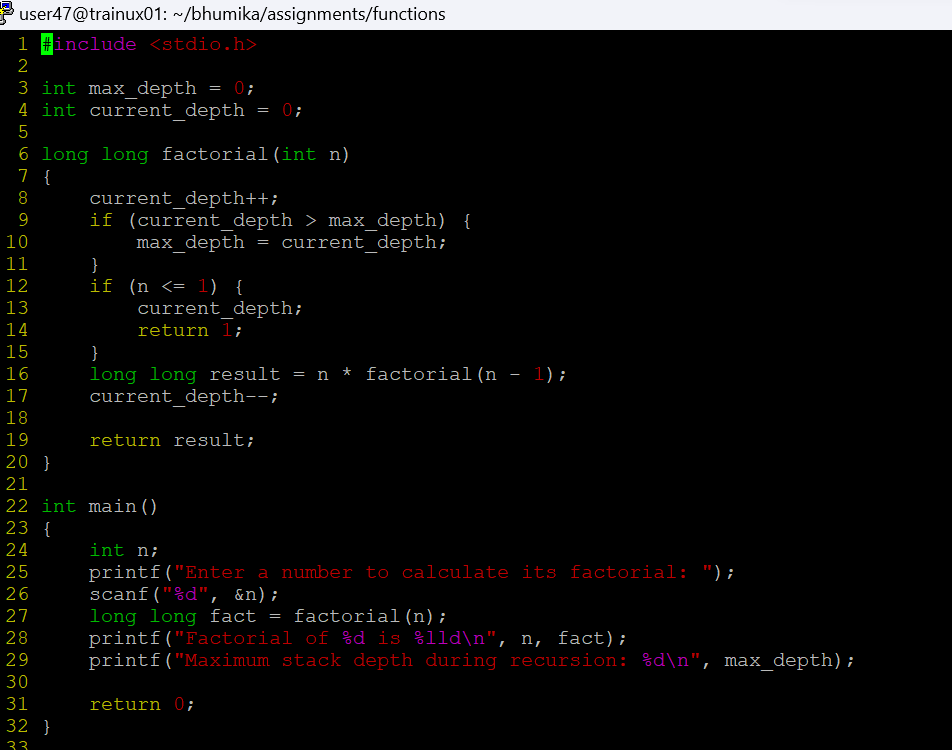 user47@trainux01: ~/bhumika/assignments/functions
1 #include <stdio.h>
2
3 int max_depth = 0;
4 int current_depth = 0;
5
6 long long factorial(int n)
7 {
8     current_depth++;
9     if (current_depth > max_depth) {
10         max_depth = current_depth;
11     }
12     if (n <= 1) {
13         current_depth;
14         return 1;
15     }
16     long long result = n * factorial(n - 1);
17     current_depth--;
18
19     return result;
20 }
21
22 int main()
23 {
24     int n;
25     printf("Enter a number to calculate its factorial: ");
26     scanf("%d", &n);
27     long long fact = factorial(n);
28     printf("Factorial of %d is %lld\n", n, fact);
29     printf("Maximum stack depth during recursion: %d\n", max_depth);
30
31     return 0;
32 }
33